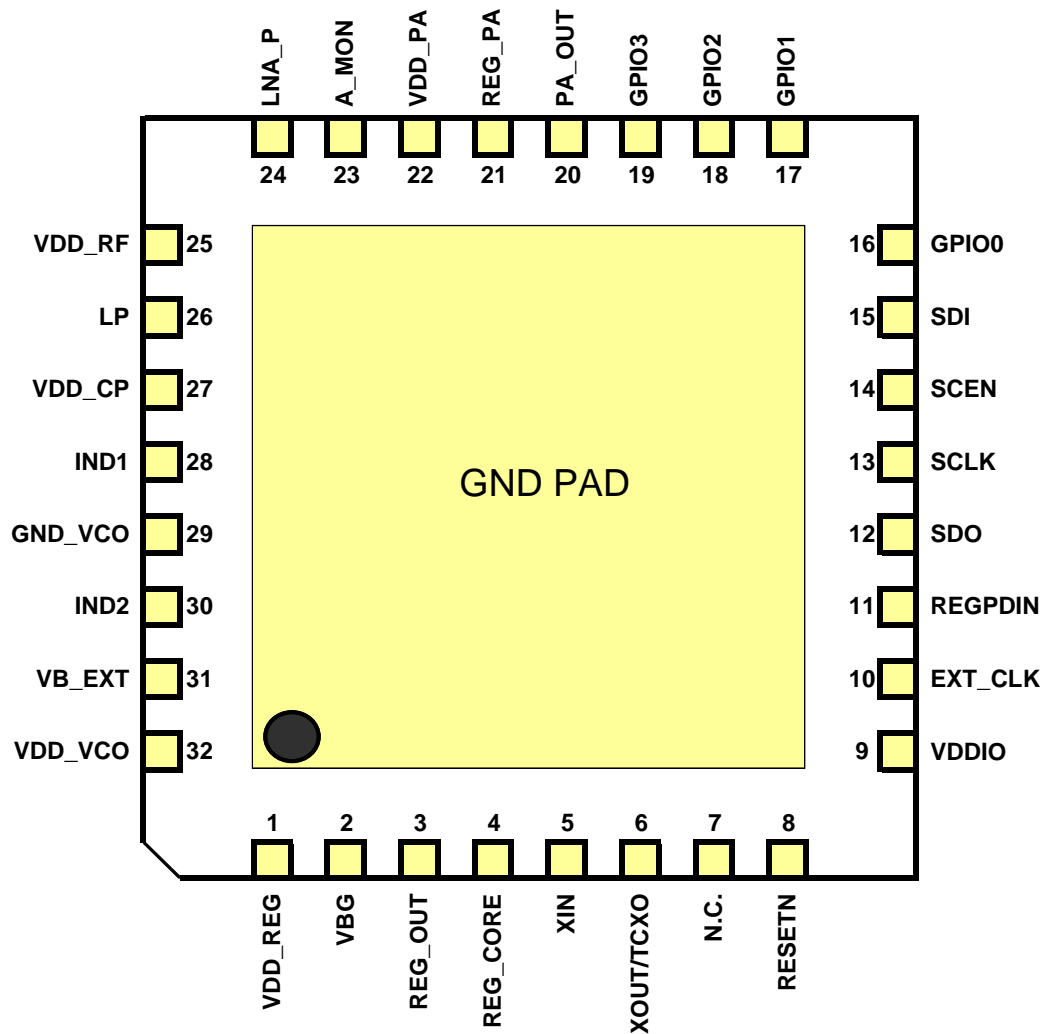 LNA_P
A_MON
VDD_PA
REG_PA
PA_OUT
GPIO3
GPIO2
GPIO1
24 23 22 21 20 19 18 17
VDD_RF 25 16 GPIO0
LP 26 15 SDI
VDD_CP 27 14 SCEN
IND1 28 13 SCLK
GND PAD
GND_VCO 29 12 SDO
IND2 30 11 REGPDIN
VB_EXT 31 10 EXT_CLK
VDD_VCO 32 9 VDDIO
1 2 3 4 5 6 7 8
VDD_REG
VBG
REG_OUT
REG_CORE
XIN
XOUT/TCXO
N.C.
RESETN